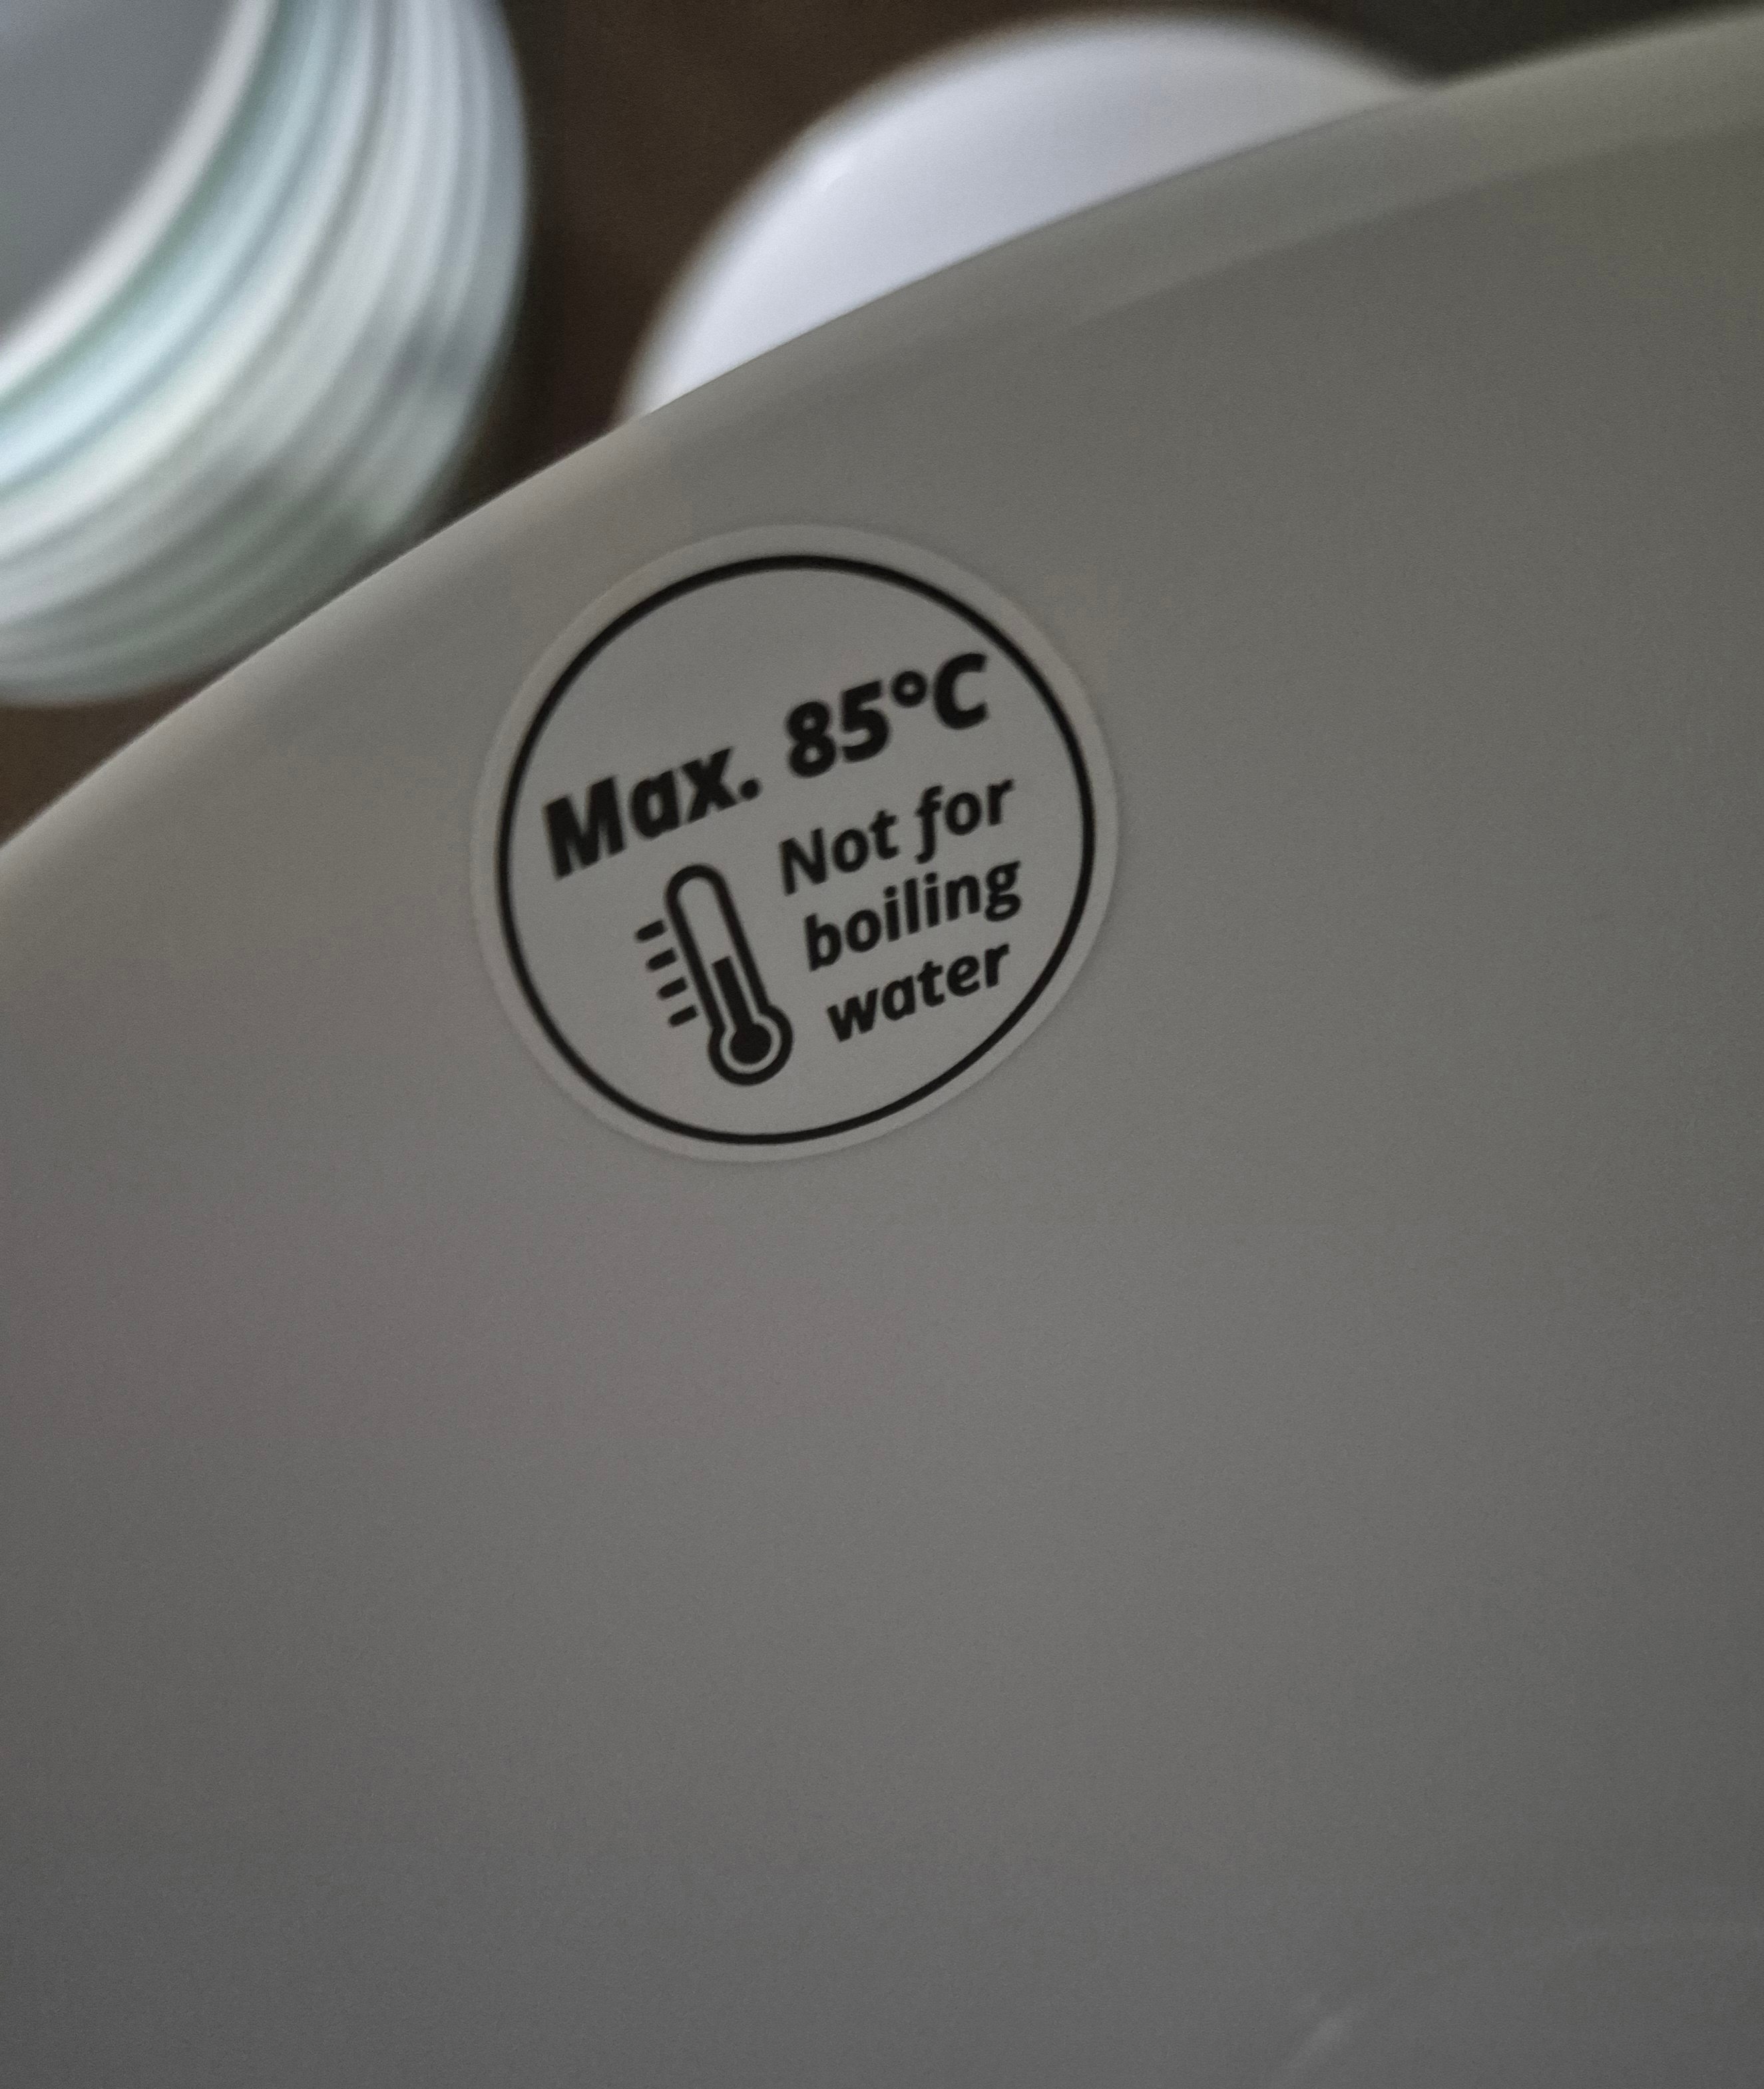 Max. 85°C
Not for
boiling
water